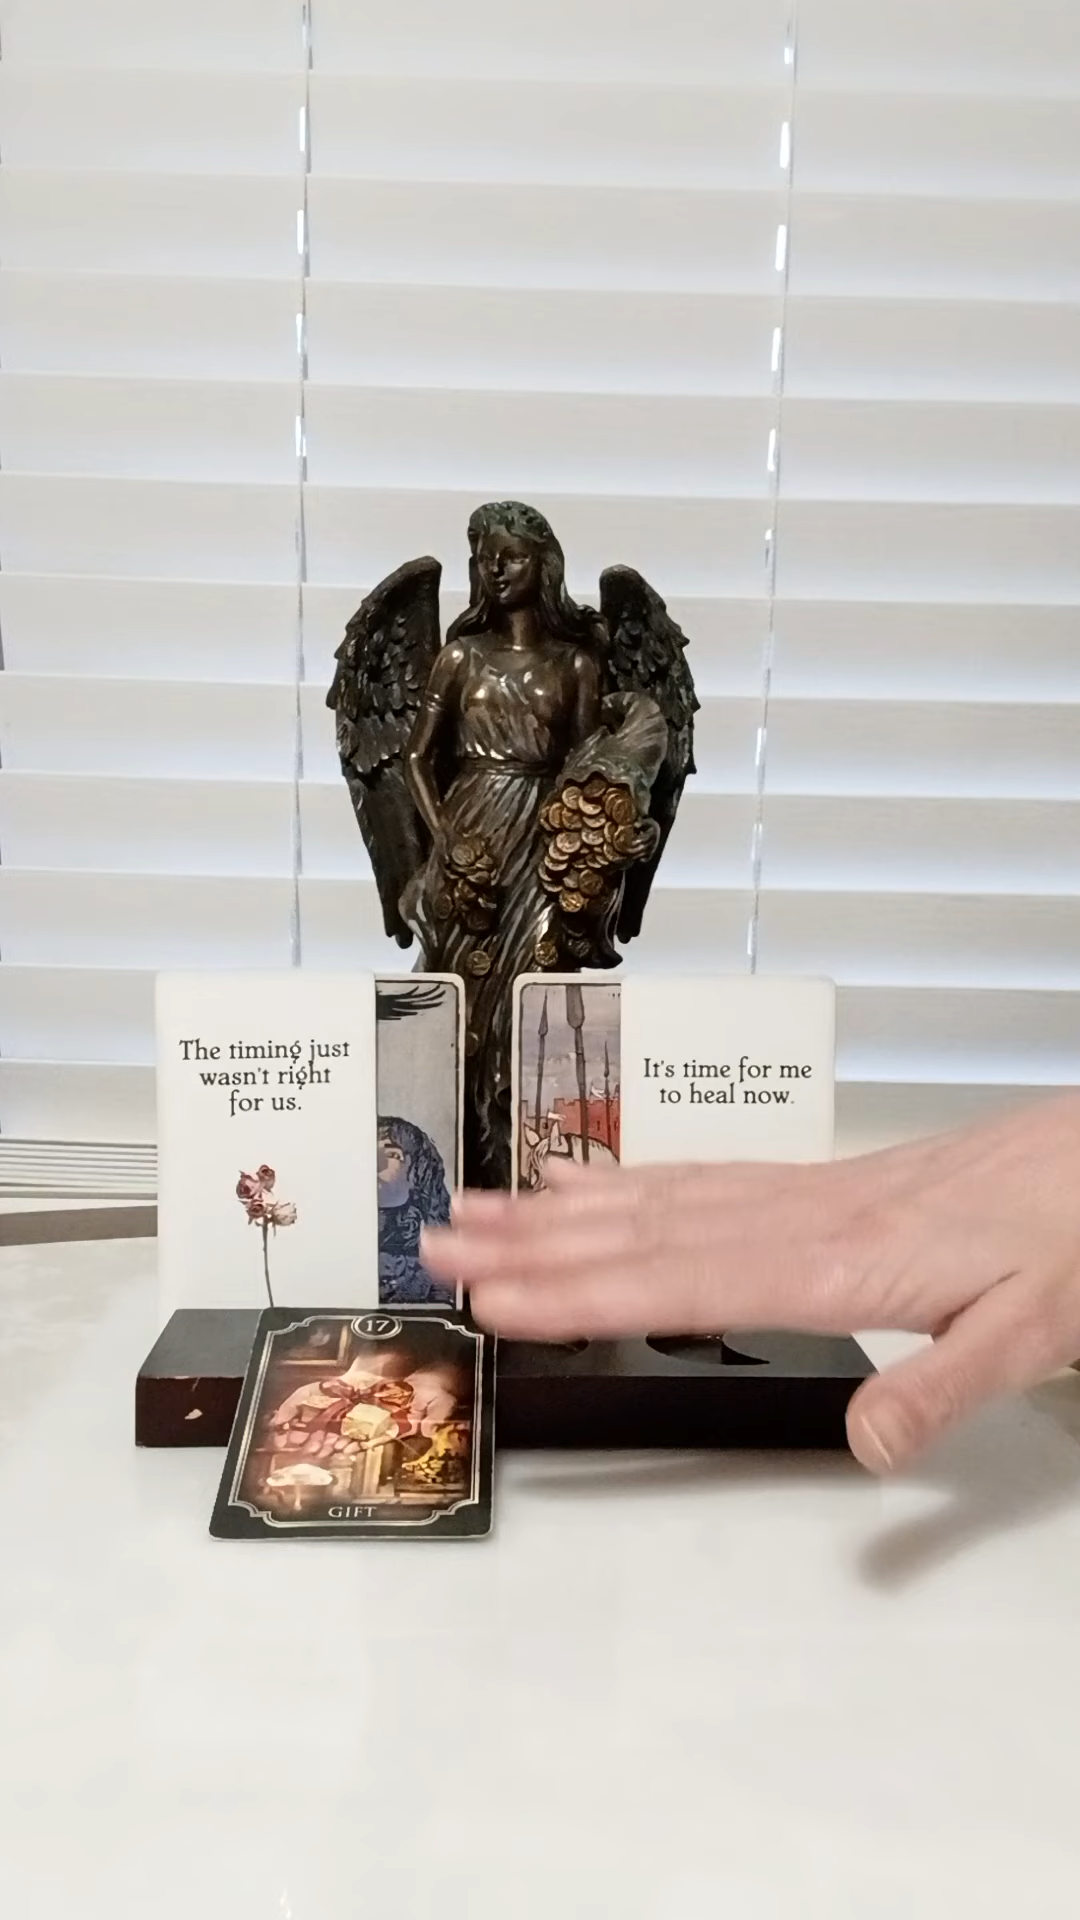 The timing just
wasn't right
for us.
It's time for me
to heal now.
17
GIFT